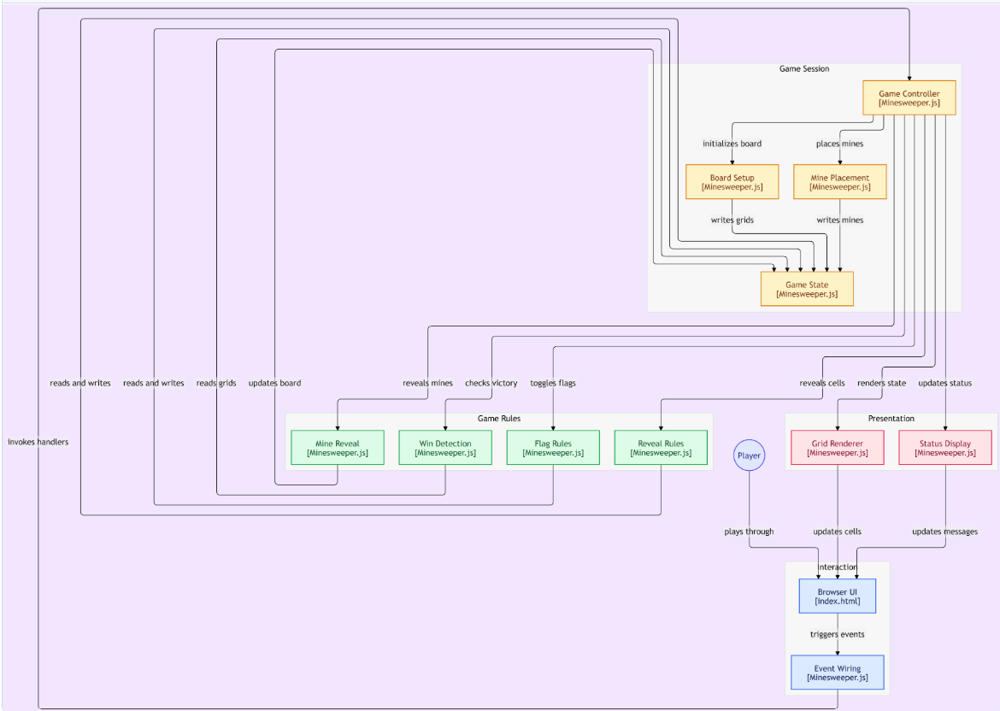 Game Session
Game Controller
[Minesweeper.js]
initializes board
places mines
Board Setup
[Minesweeper.js]
Mine Placement
[Minesweeper.js]
writes grids
writes mines
Game State
[Minesweeper.js]
reads and writes
reads and writes
reads grids
updates board
reveals mines
checks victory
toggles flags
reveals cells
renders state
updates status
Game Rules
Presentation
invokes handlers
Mine Reveal
[Minesweeper.js]
Win Detection
[Minesweeper.js]
Flag Rules
[Minesweeper.js]
Reveal Rules
[Minesweeper.js]
Player
Grid Renderer
[Minesweeper.js]
Status Display
[Minesweeper.js]
plays through
updates cells
updates messages
Interaction
Browser UI
[Index.html]
triggers events
Event Wiring
[Minesweeper.js]